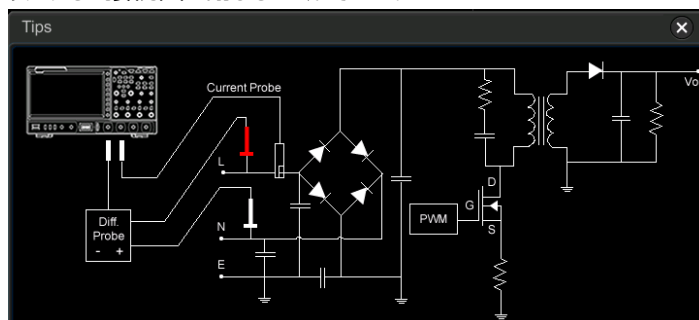 Tips
Current Probe
Vo
L
D
G
PWM
S
Diff.
Probe
- +
N
E